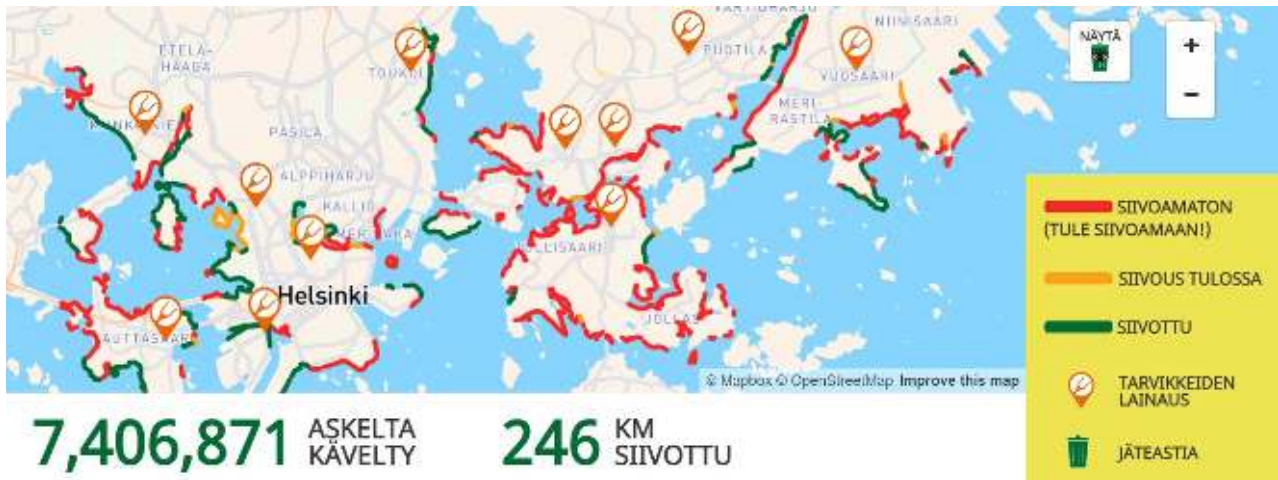 VARTIOHARJU
NIINISAARI
ETELÄ-
HAAGA
PUOTILA
NÄYTÄ
+
VUOSAARI
−
MERI-
RASTILA
PASILA
ALPPIHARJU
KALLIO
SIIVOAMATON
(TULE SIIVOAMAAN!)
SIIVOUS TULOSSA
Helsinki
JOLLAS
SIIVOTTU
© Mapbox © OpenStreetMap Improve this map
TARVIKKEIDEN
LAINAUS
7,406,871 ASKELTA
KÄVELTY
246 KM
SIIVOTTU
JÄTEASTIA